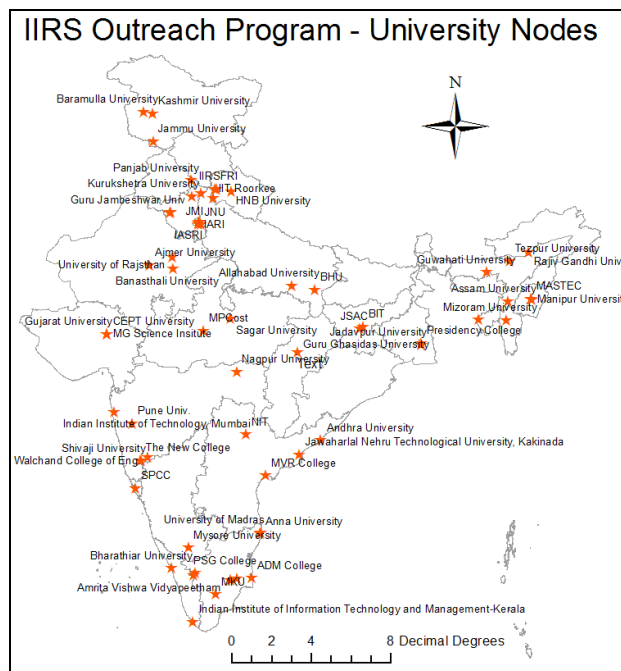 IIRS Outreach Program - University Nodes
N
Baramulla University Kashmir University
Jammu University
Panjab University
IIRSFRI
Kurukshetra University
IIT Roorkee
Guru Jambeshwar Univ
HNB University
JMI JNU
IARI
IASRI
Ajmer University
University of Rajsthan
Banasthali University
Allahabad University
BHU
Tezpur University
Guwahati University
Rajiv Gandhi Univ
Assam University
MASTEC
Mizoram University
Manipur University
MPCost
JSAC BIT
Gujarat University CEPT University
Sagar University
Jadavpur University
Presidency College
MG Science Insitute
Guru Ghasidas University
Nagpur University
Text
Pune Univ.
Indian Institute of Technology, Mumbai
NIT
Andhra University
Jawaharlal Nehru Technological University, Kakinada
Shivaji University
The New College
Walchand College of Eng
MVR College
SPCC
University of Madras
Anna University
Mysore University
Bharathiar University
PSG College
ADM College
Amrita Vishwa Vidyapeetham
MKU
Indian Institute of Information Technology and Management-Kerala
0 2 4 8 Decimal Degrees